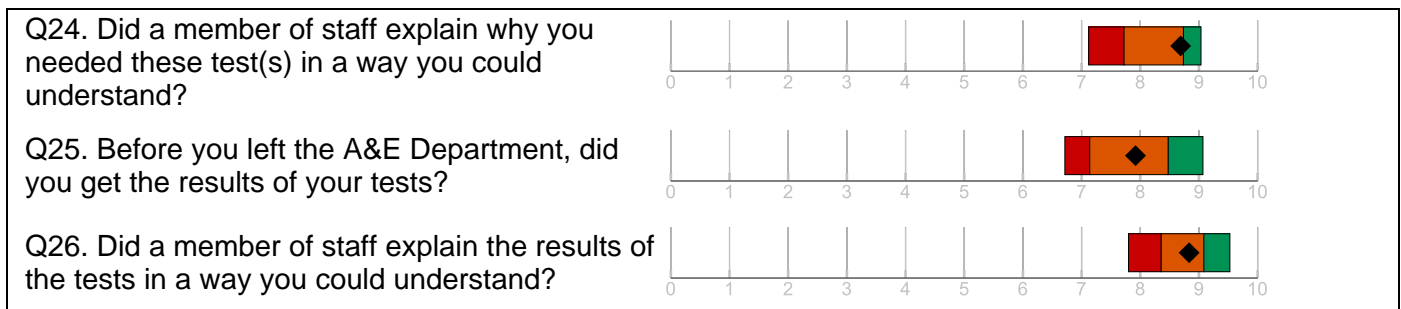 Q24. Did a member of staff explain why you
needed these test(s) in a way you could
understand?
0 1 2 3 4 5 6 7 8 9 10
Q25. Before you left the A&E Department, did
you get the results of your tests?
0 1 2 3 4 5 6 7 8 9 10
Q26. Did a member of staff explain the results of
the tests in a way you could understand?
0 1 2 3 4 5 6 7 8 9 10